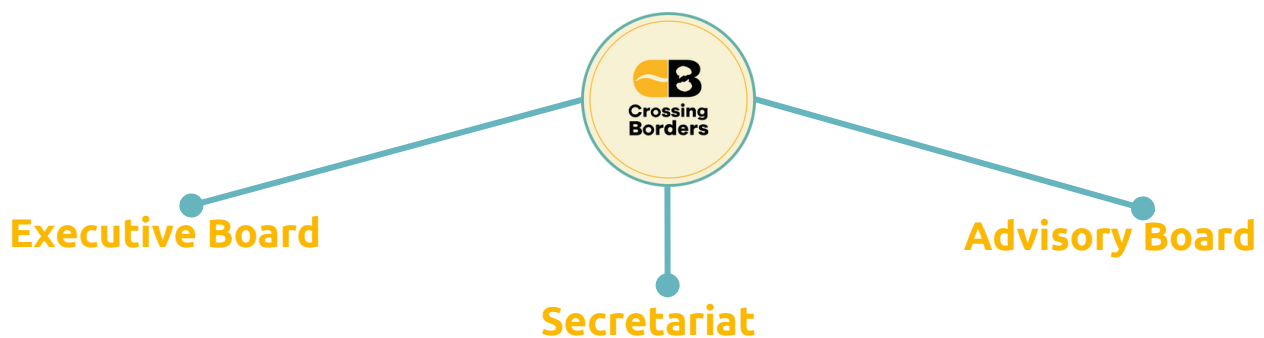 B
Crossing
Borders
Executive Board
Advisory Board
Secretariat